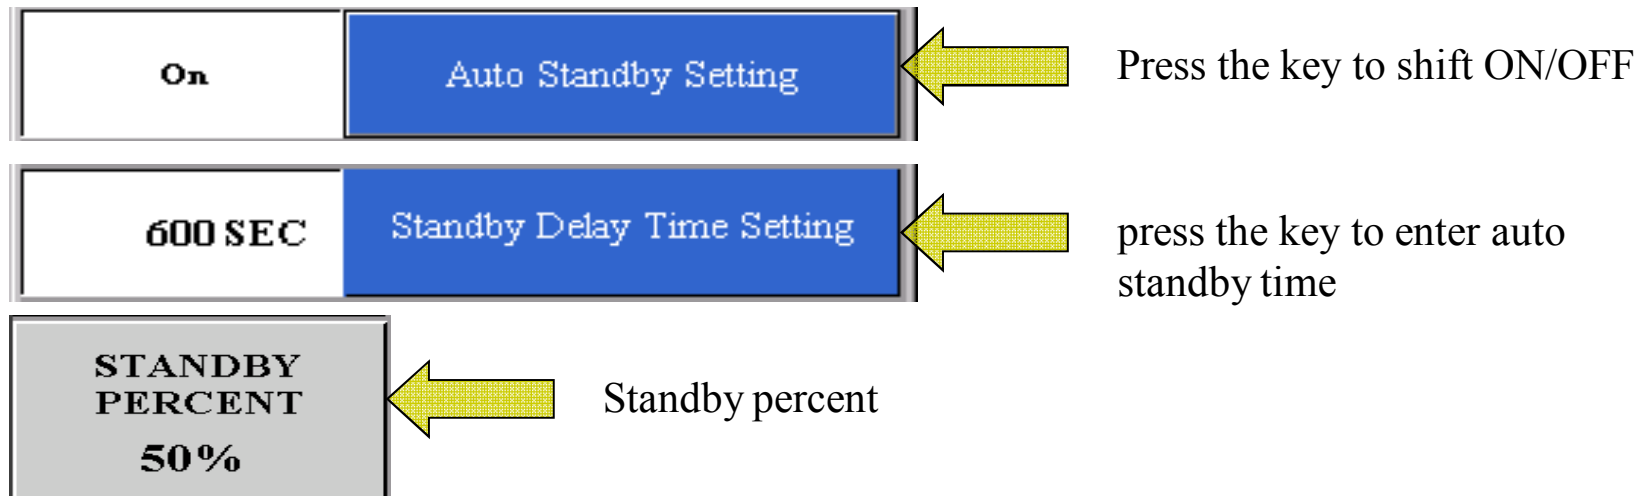 On
Auto Standby Setting
Press the key to shift ON/OFF
600 SEC
Standby Delay Time Setting
press the key to enter auto
standby time
STANDBY
PERCENT
50%
Standby percent